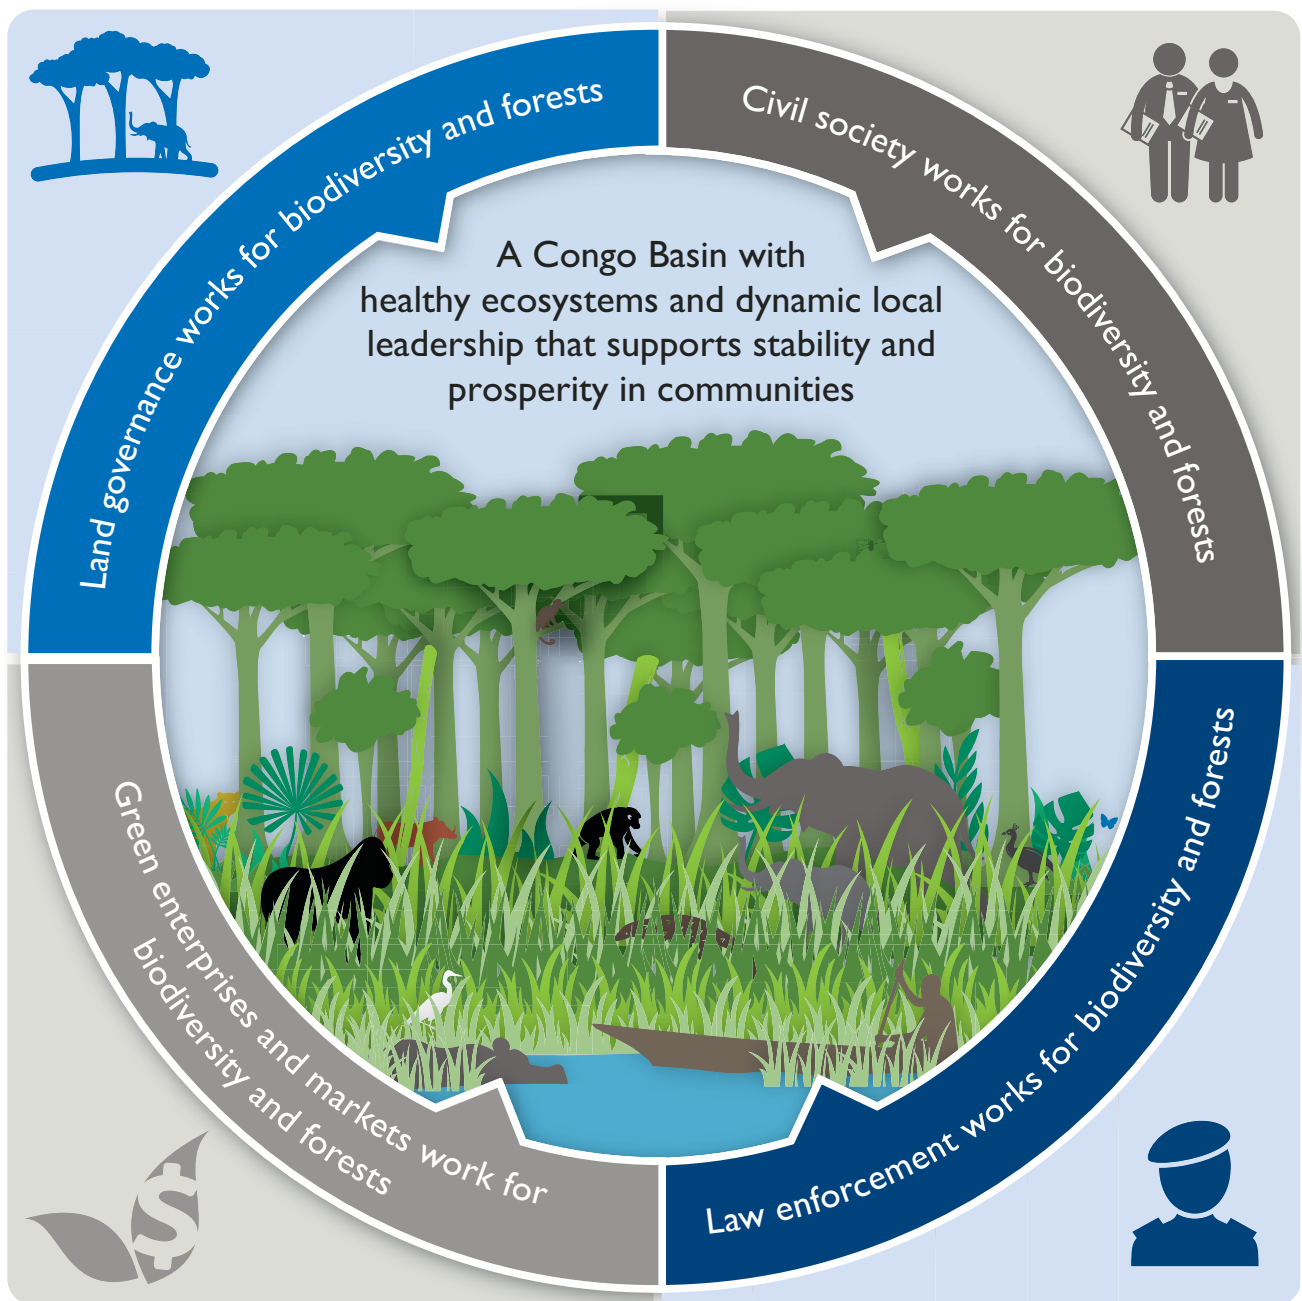 Land governance works for biodiversity and forests
Civil society works for biodiversity and forests
A Congo Basin with
healthy ecosystems and dynamic local
leadership that supports stability and
prosperity in communities
Green enterprises and markets work for
biodiversity and forests
Law enforcement works for biodiversity and forests
$